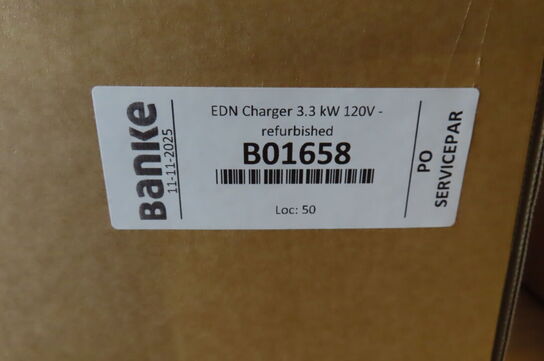 Banke
11-11-2025
EDN Charger 3.3 kW 120V -
refurbished
B01658
Loc: 50
PO
SERVICEPAR